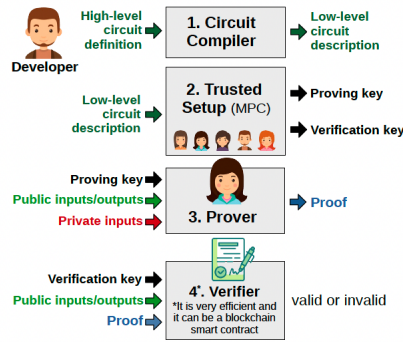 High-level
circuit
definition
Developer
1. Circuit
Compiler
Low-level
circuit
description
Low-level
circuit
description
2. Trusted
Setup (MPC)
Proving key
Verification key
Proving key
Public inputs/outputs
Private inputs
3. Prover
Proof
Verification key
Public inputs/outputs
Proof
4*. Verifier
*It is very efficient and
it can be a blockchain
smart contract
valid or invalid